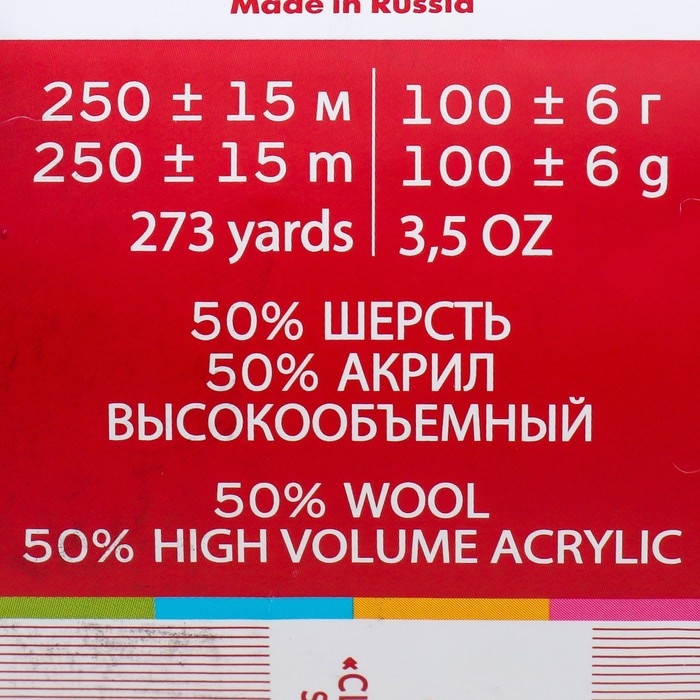 Made in Russia
250 ± 15 м
250 ± 15 m
273 yards
100 ± 6 г
100 ± 6 g
3,5 OZ
50% ШЕРСТЬ
50% АКРИЛ
ВЫСОКООБЪЕМНЫЙ
50% WOOL
50% HIGH VOLUME ACRYLIC